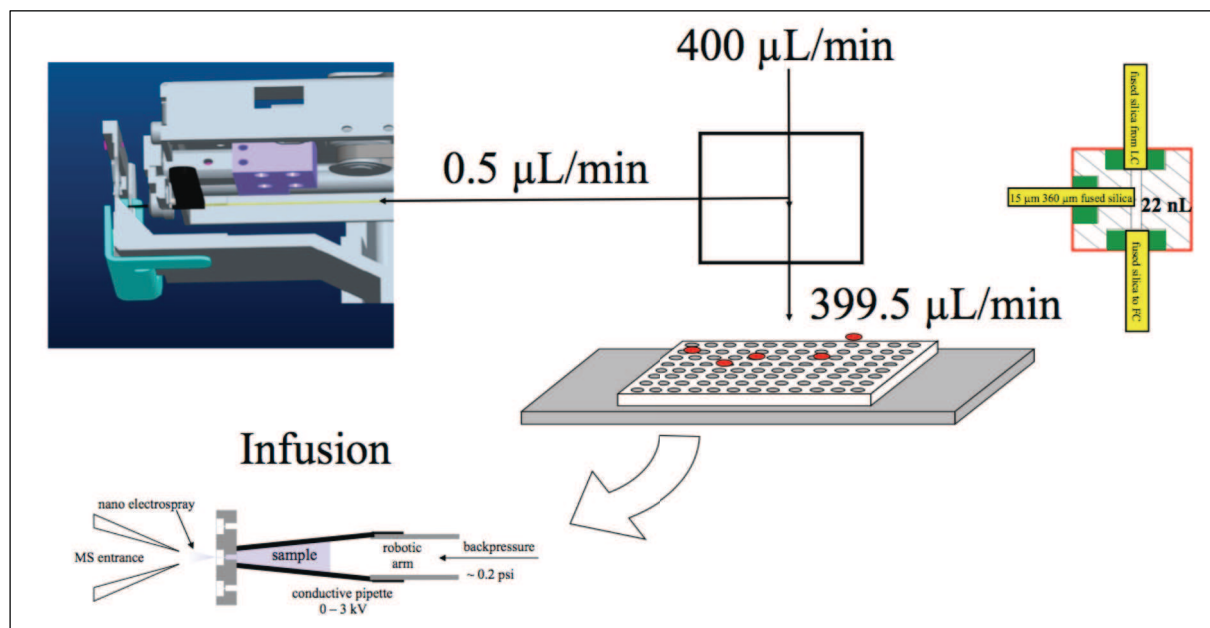 400 µL/min
0.5 µL/min
fused silica from LC
15 µm 360 µm fused silica
22 nL
fused silica to FC
399.5 µL/min
Infusion
nano electrospray
MS entrance
sample
robotic
arm
backpressure
~ 0.2 psi
conductive pipette
0 – 3 kV